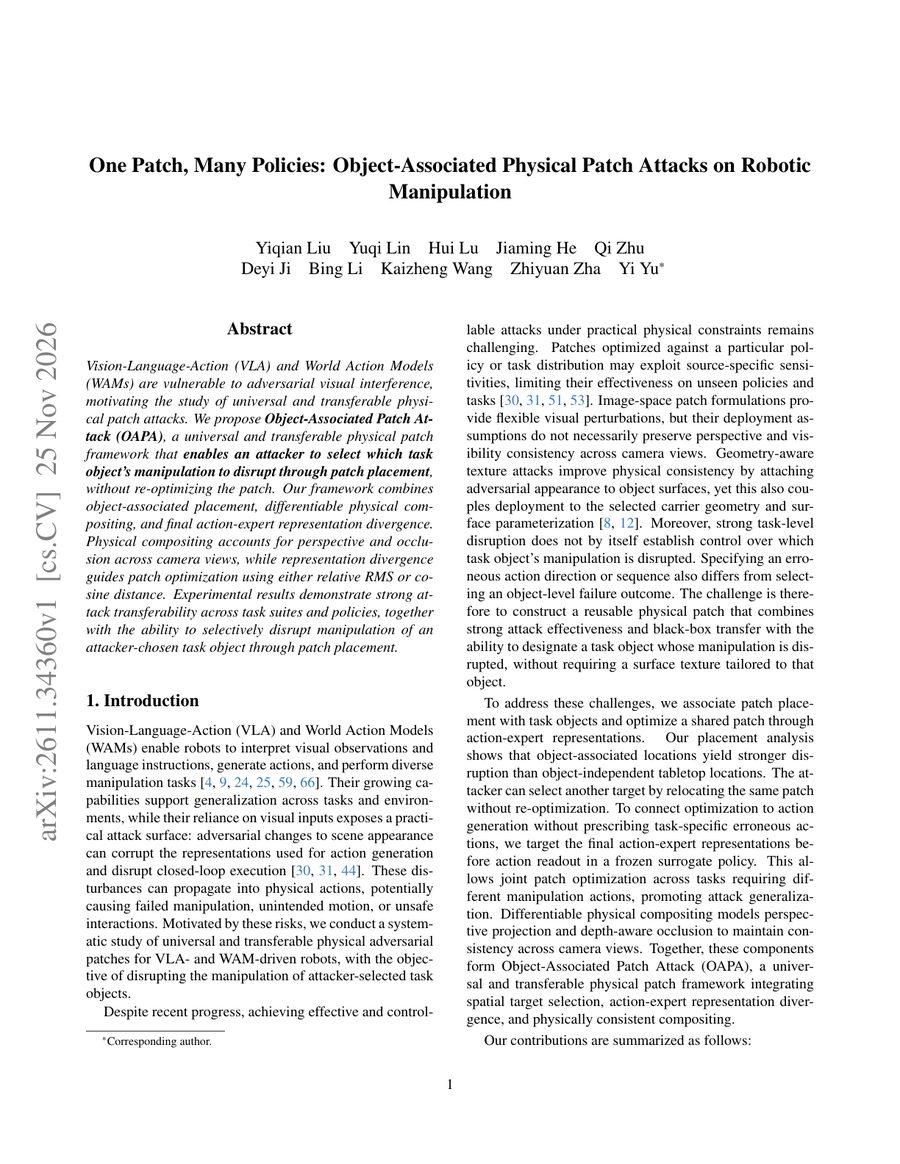 One Patch, Many Policies: Object-Associated Physical Patch Attacks on Robotic
Manipulation
Yiqian Liu Yuqi Lin Hui Lu Jiaming He Qi Zhu
Deyi Ji Bing Li Kaizheng Wang Zhiyuan Zha Yi Yu*
arXiv:2611.34360v1 [cs.CV] 25 Nov 2026
Abstract
Vision-Language-Action (VLA) and World Action Models
(WAMs) are vulnerable to adversarial visual interference,
motivating the study of universal and transferable physi-
cal patch attacks. We propose Object-Associated Patch At-
tack (OAPA), a universal and transferable physical patch
framework that enables an attacker to select which task
object's manipulation to disrupt through patch placement,
without re-optimizing the patch. Our framework combines
object-associated placement, differentiable physical com-
positing, and final action-expert representation divergence.
Physical compositing accounts for perspective and occlu-
sion across camera views, while representation divergence
guides patch optimization using either relative RMS or co-
sine distance. Experimental results demonstrate strong at-
tack transferability across task suites and policies, together
with the ability to selectively disrupt manipulation of an
attacker-chosen task object through patch placement.
1. Introduction
Vision-Language-Action (VLA) and World Action Models
(WAMs) enable robots to interpret visual observations and
language instructions, generate actions, and perform diverse
manipulation tasks [4, 9, 24, 25, 59, 66]. Their growing ca-
pabilities support generalization across tasks and environ-
ments, while their reliance on visual inputs exposes a practi-
cal attack surface: adversarial changes to scene appearance
can corrupt the representations used for action generation
and disrupt closed-loop execution [30, 31, 44]. These dis-
turbances can propagate into physical actions, potentially
causing failed manipulation, unintended motion, or unsafe
interactions. Motivated by these risks, we conduct a system-
atic study of universal and transferable physical adversarial
patches for VLA- and WAM-driven robots, with the objec-
tive of disrupting the manipulation of attacker-selected task
objects.
Despite recent progress, achieving effective and control-
*Corresponding author.
lable attacks under practical physical constraints remains
challenging. Patches optimized against a particular pol-
icy or task distribution may exploit source-specific sensi-
tivities, limiting their effectiveness on unseen policies and
tasks [30, 31, 51, 53]. Image-space patch formulations pro-
vide flexible visual perturbations, but their deployment as-
sumptions do not necessarily preserve perspective and vis-
ibility consistency across camera views. Geometry-aware
texture attacks improve physical consistency by attaching
adversarial appearance to object surfaces, yet this also cou-
ples deployment to the selected carrier geometry and sur-
face parameterization [8, 12]. Moreover, strong task-level
disruption does not by itself establish control over which
task object's manipulation is disrupted. Specifying an erro-
neous action direction or sequence also differs from select-
ing an object-level failure outcome. The challenge is there-
fore to construct a reusable physical patch that combines
strong attack effectiveness and black-box transfer with the
ability to designate a task object whose manipulation is dis-
rupted, without requiring a surface texture tailored to that
object.
To address these challenges, we associate patch place-
ment with task objects and optimize a shared patch through
action-expert representations. Our placement analysis
shows that object-associated locations yield stronger dis-
ruption than object-independent tabletop locations. The at-
tacker can select another target by relocating the same patch
without re-optimization. To connect optimization to action
generation without prescribing task-specific erroneous ac-
tions, we target the final action-expert representations be-
fore action readout in a frozen surrogate policy. This al-
lows joint patch optimization across tasks requiring dif-
ferent manipulation actions, promoting attack generaliza-
tion. Differentiable physical compositing models perspec-
tive projection and depth-aware occlusion to maintain con-
sistency across camera views. Together, these components
form Object-Associated Patch Attack (OAPA), a univer-
sal and transferable physical patch framework integrating
spatial target selection, action-expert representation diver-
gence, and physically consistent compositing.
Our contributions are summarized as follows:
1